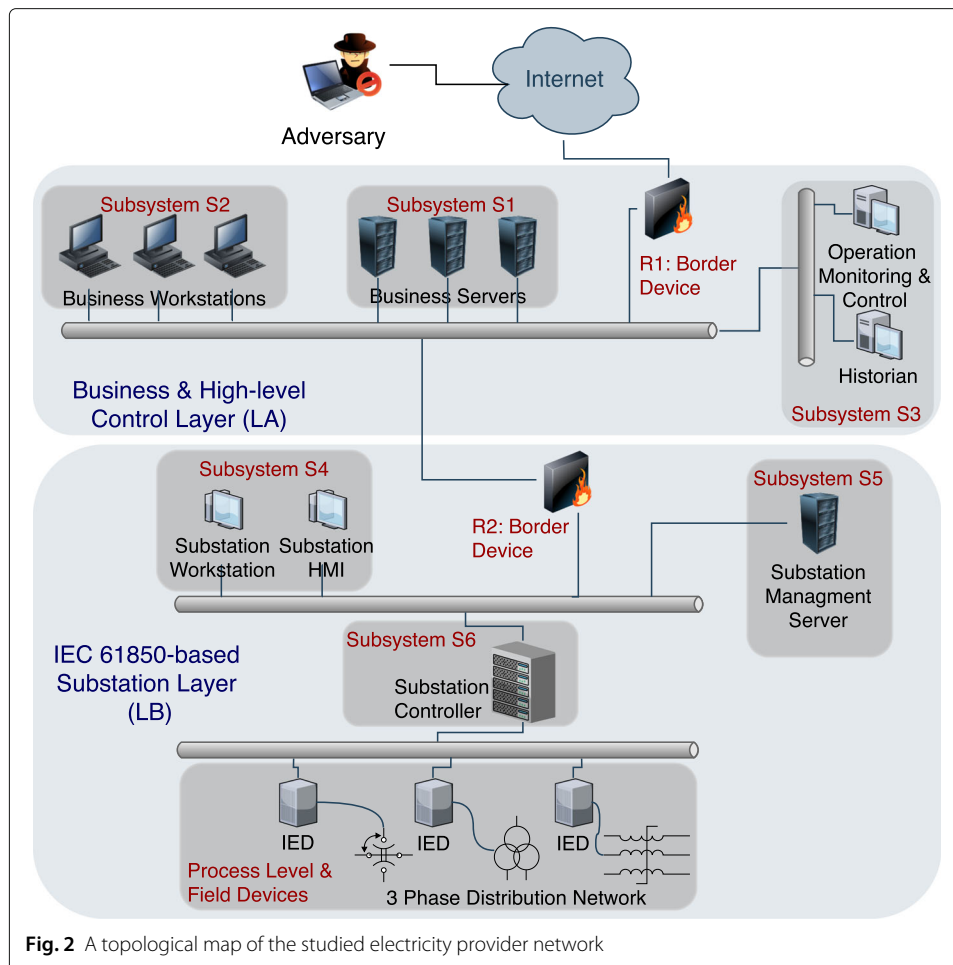 Internet
Adversary
Subsystem S2
Business Workstations
Subsystem S1
Business Servers
R1: Border
Device
Operation
Monitoring &
Control
Historian
Subsystem S3
Business & High-level
Control Layer (LA)
Subsystem S4
Substation
Workstation
Substation
HMI
R2: Border
Device
Subsystem S5
Substation
Managment
Server
IEC 61850-based
Substation Layer
(LB)
Subsystem S6
Substation
Controller
IED
IED
IED
Process Level &
Field Devices
3 Phase Distribution Network
Fig. 2 A topological map of the studied electricity provider network